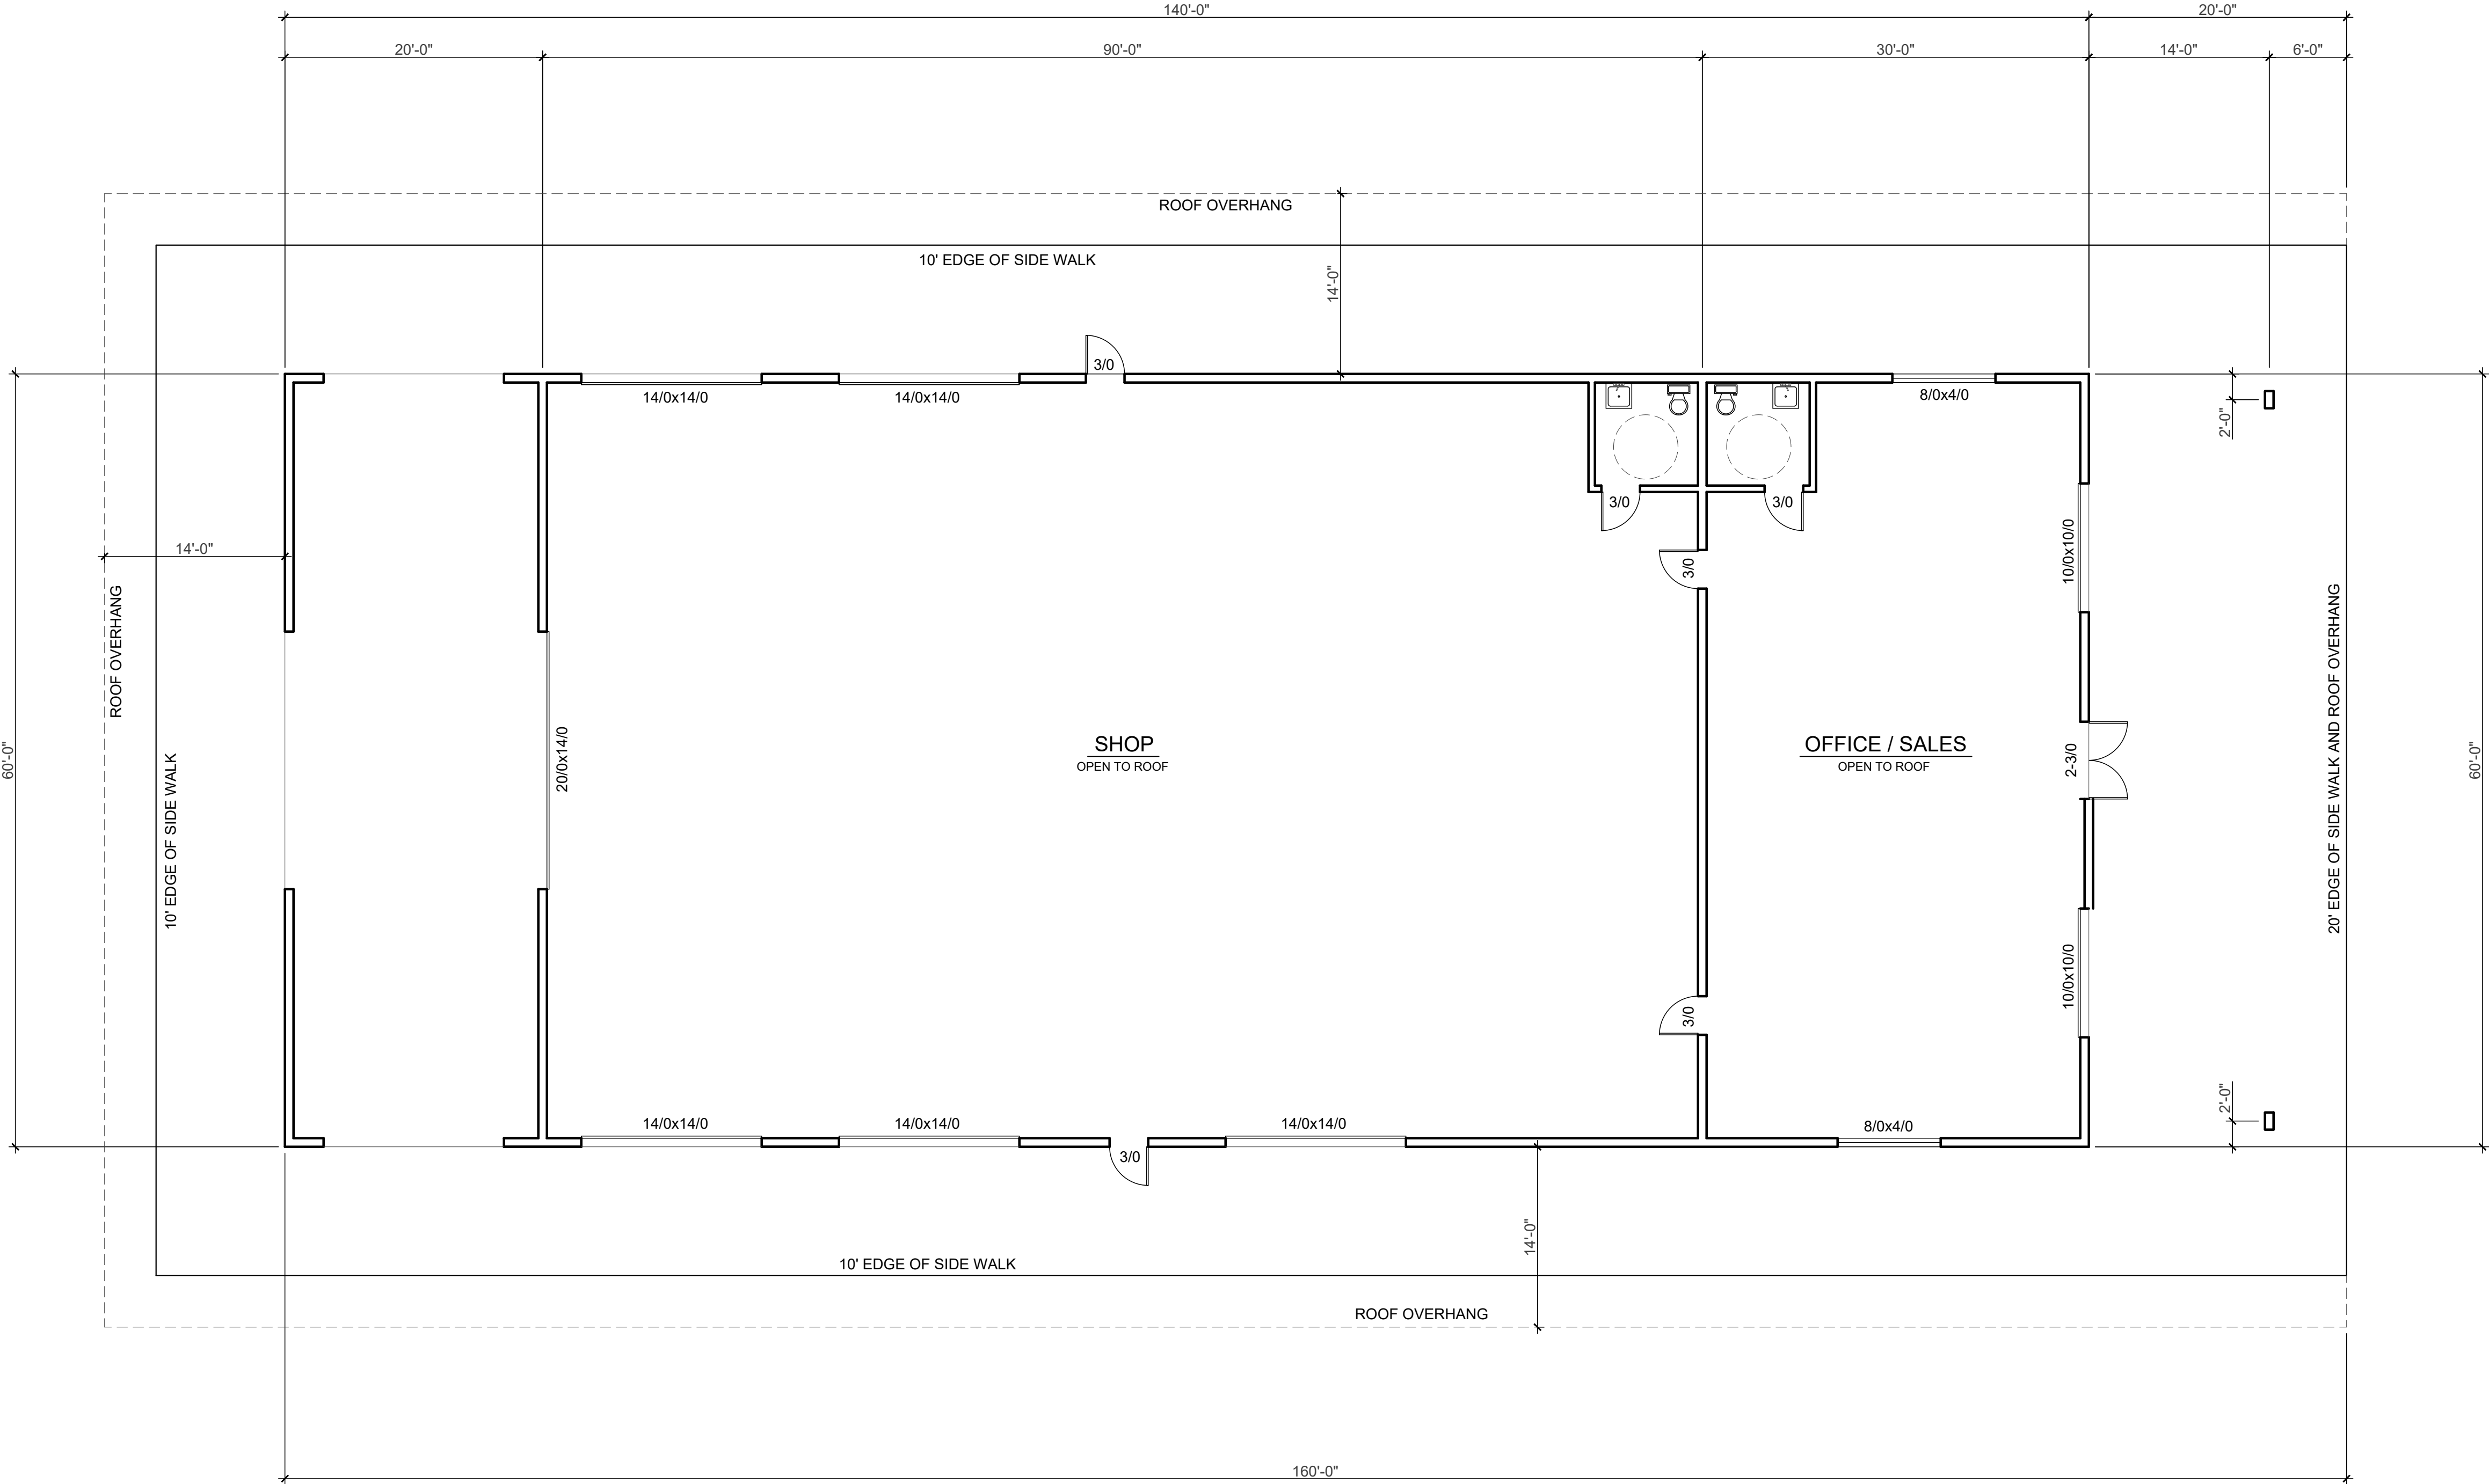 140'-0"
20'-0"
20'-0"
90'-0"
30'-0"
14'-0"
6'-0"
ROOF OVERHANG
10' EDGE OF SIDE WALK
14'-0"
3/0
14/0x14/0
14/0x14/0
8/0x4/0
2'-0"
3/0
3/0
14'-0"
3/0
10/0x10/0
ROOF OVERHANG
10' EDGE OF SIDE WALK
60'-0"
20/0x14/0
SHOP
OPEN TO ROOF
OFFICE / SALES
OPEN TO ROOF
2-3/0
20' EDGE OF SIDE WALK AND ROOF OVERHANG
60'-0"
10/0x10/0
3/0
2'-0"
14/0x14/0
14/0x14/0
14/0x14/0
8/0x4/0
3/0
14'-0"
10' EDGE OF SIDE WALK
ROOF OVERHANG
160'-0"